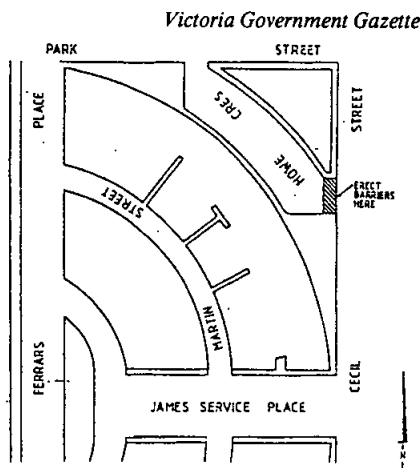 Victoria Government Gazette
PARK STREET
PLACE
STREET
CRES
HOWE
ERECT
BARRIERS
HERE
STREET
MARTIN
FERRARS
CECIL
JAMES SERVICE PLACE
N